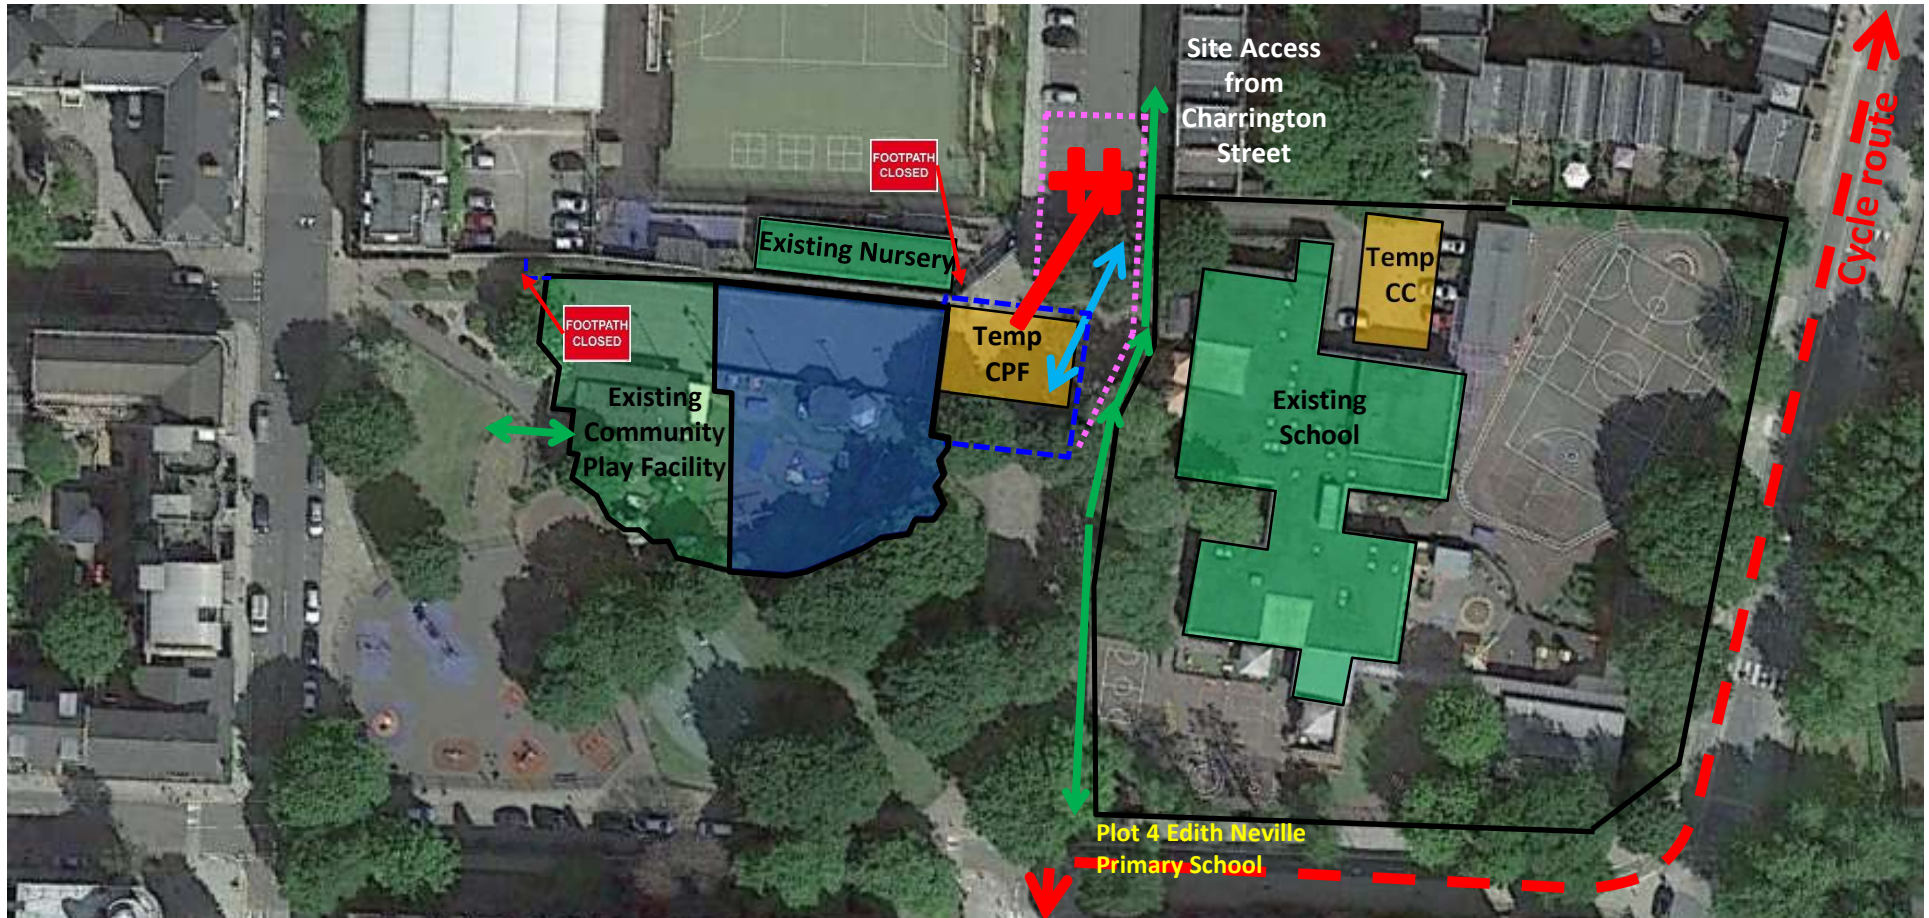 Site Access
from
Charrington
Street
FOOTPATH
CLOSED
Cycle route
Existing Nursery
Temp
CC
FOOTPATH
CLOSED
Temp
CPF
Existing
Community
Play Facility
Existing
School
Plot 4 Edith Neville
Primary School